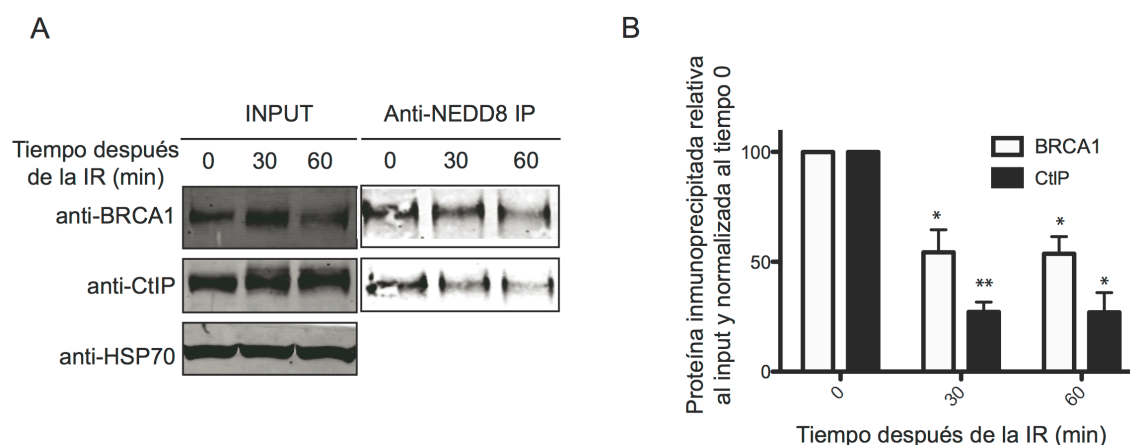 A
INPUT
Anti-NEDD8 IP
Tiempo después
de la IR (min)
0 30 60 0 30 60
anti-BRCA1
anti-CtIP
anti-HSP70
B
Proteína inmunoprecipitada relativa
al input y normalizada al tiempo 0
100
50
0
BRCA1
CtIP
*
**
*
*
0 30 60
Tiempo después de la IR (min)